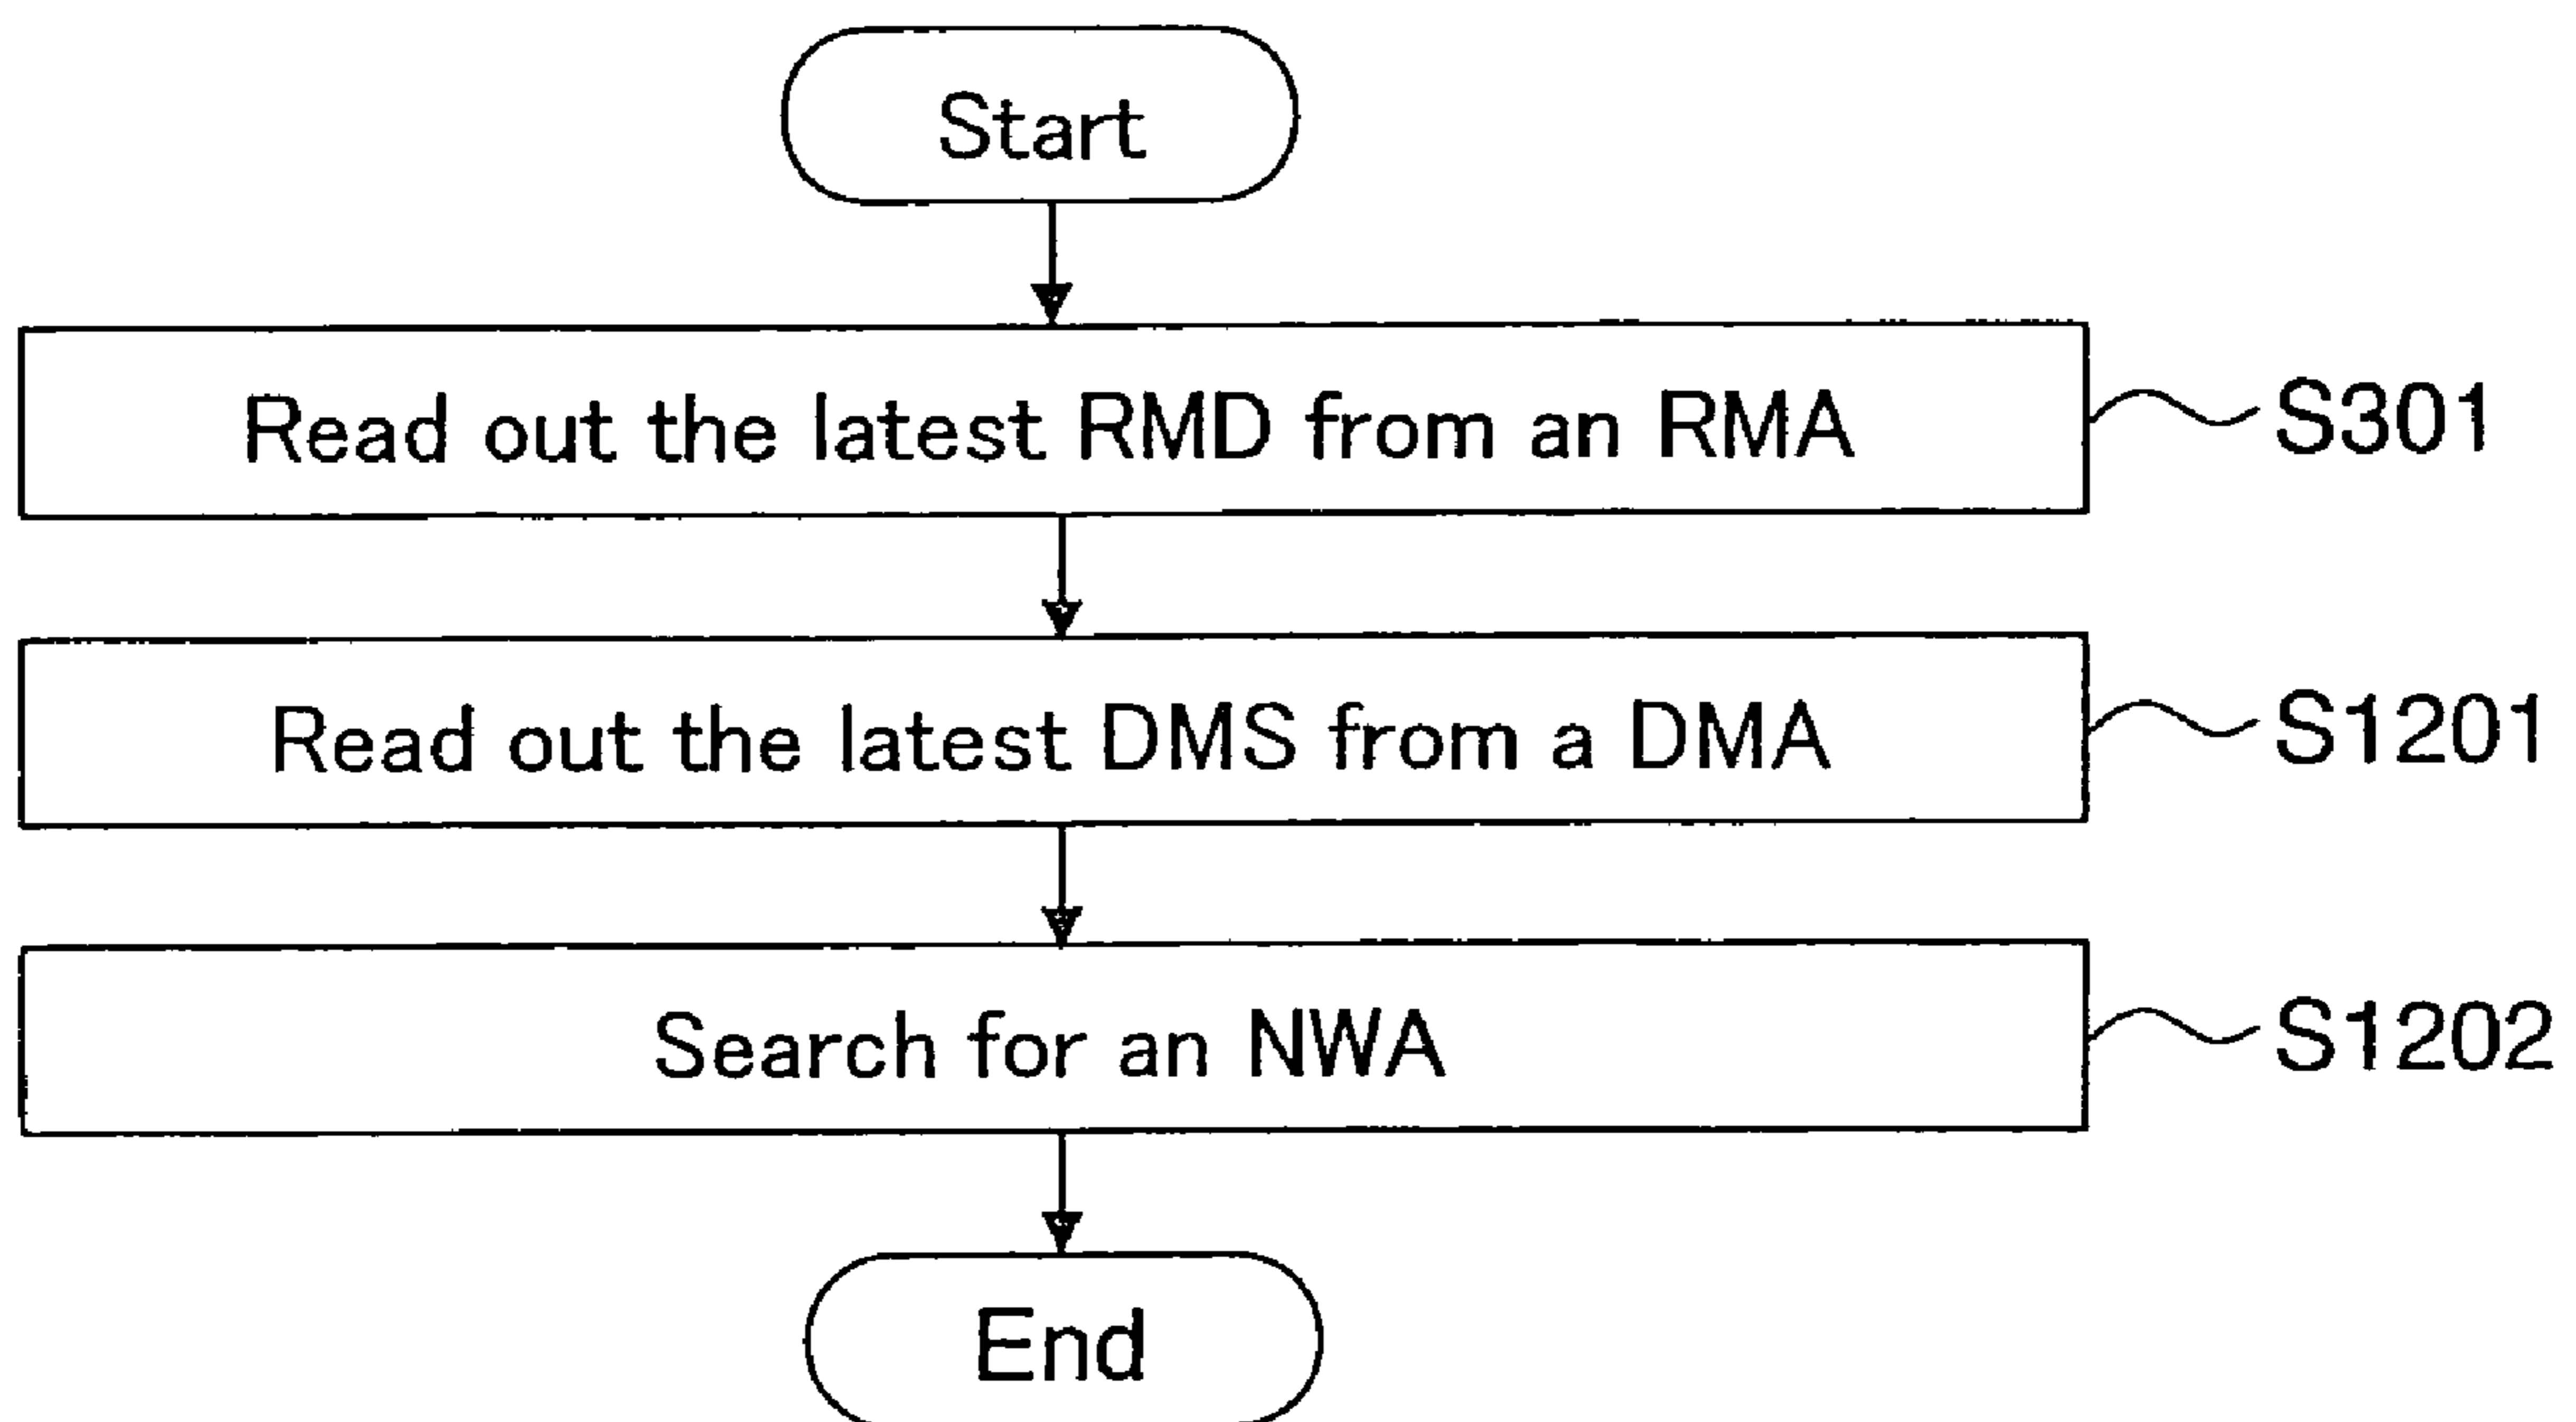 Start
Read out the latest RMD from an RMA
S301
Read out the latest DMS from a DMA
S1201
Search for an NWA
S1202
End